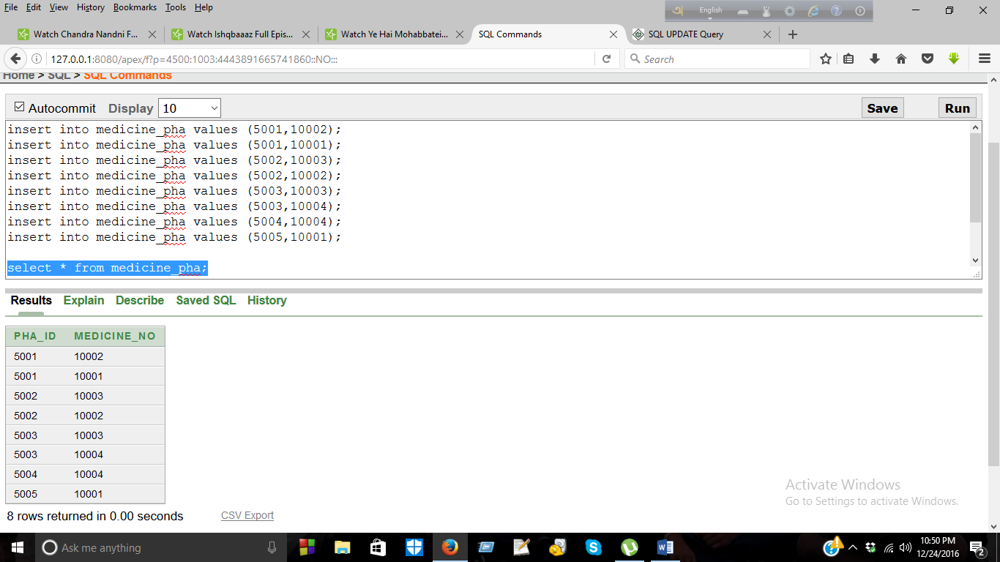 File Edit View History Bookmarks Tools Help
English
Watch Chandra Nandni F... Watch Ishqbaaaz Full Epis... Watch Ye Hai Mohabbatei... SQL Commands SQL UPDATE Query
127.0.0.1:8080/apex/f?p=4500:1003:4443891665741860::NO::: Search
Home > SQL > SQL Commands
Autocommit Display 10 Save Run
insert into medicine_pha values (5001,10002);
insert into medicine_pha values (5001,10001);
insert into medicine_pha values (5002,10003);
insert into medicine_pha values (5002,10002);
insert into medicine_pha values (5003,10003);
insert into medicine_pha values (5003,10004);
insert into medicine_pha values (5004,10004);
insert into medicine_pha values (5005,10001);
select * from medicine_pha;
Results Explain Describe Saved SQL History
PHA_ID MEDICINE_NO
5001 10002
5001 10001
5002 10003
5002 10002
5003 10003
5003 10004
5004 10004
5005 10001
8 rows returned in 0.00 seconds CSV Export
Activate Windows
Go to Settings to activate Windows.
Ask me anything
10:50 PM
12/24/2016
2